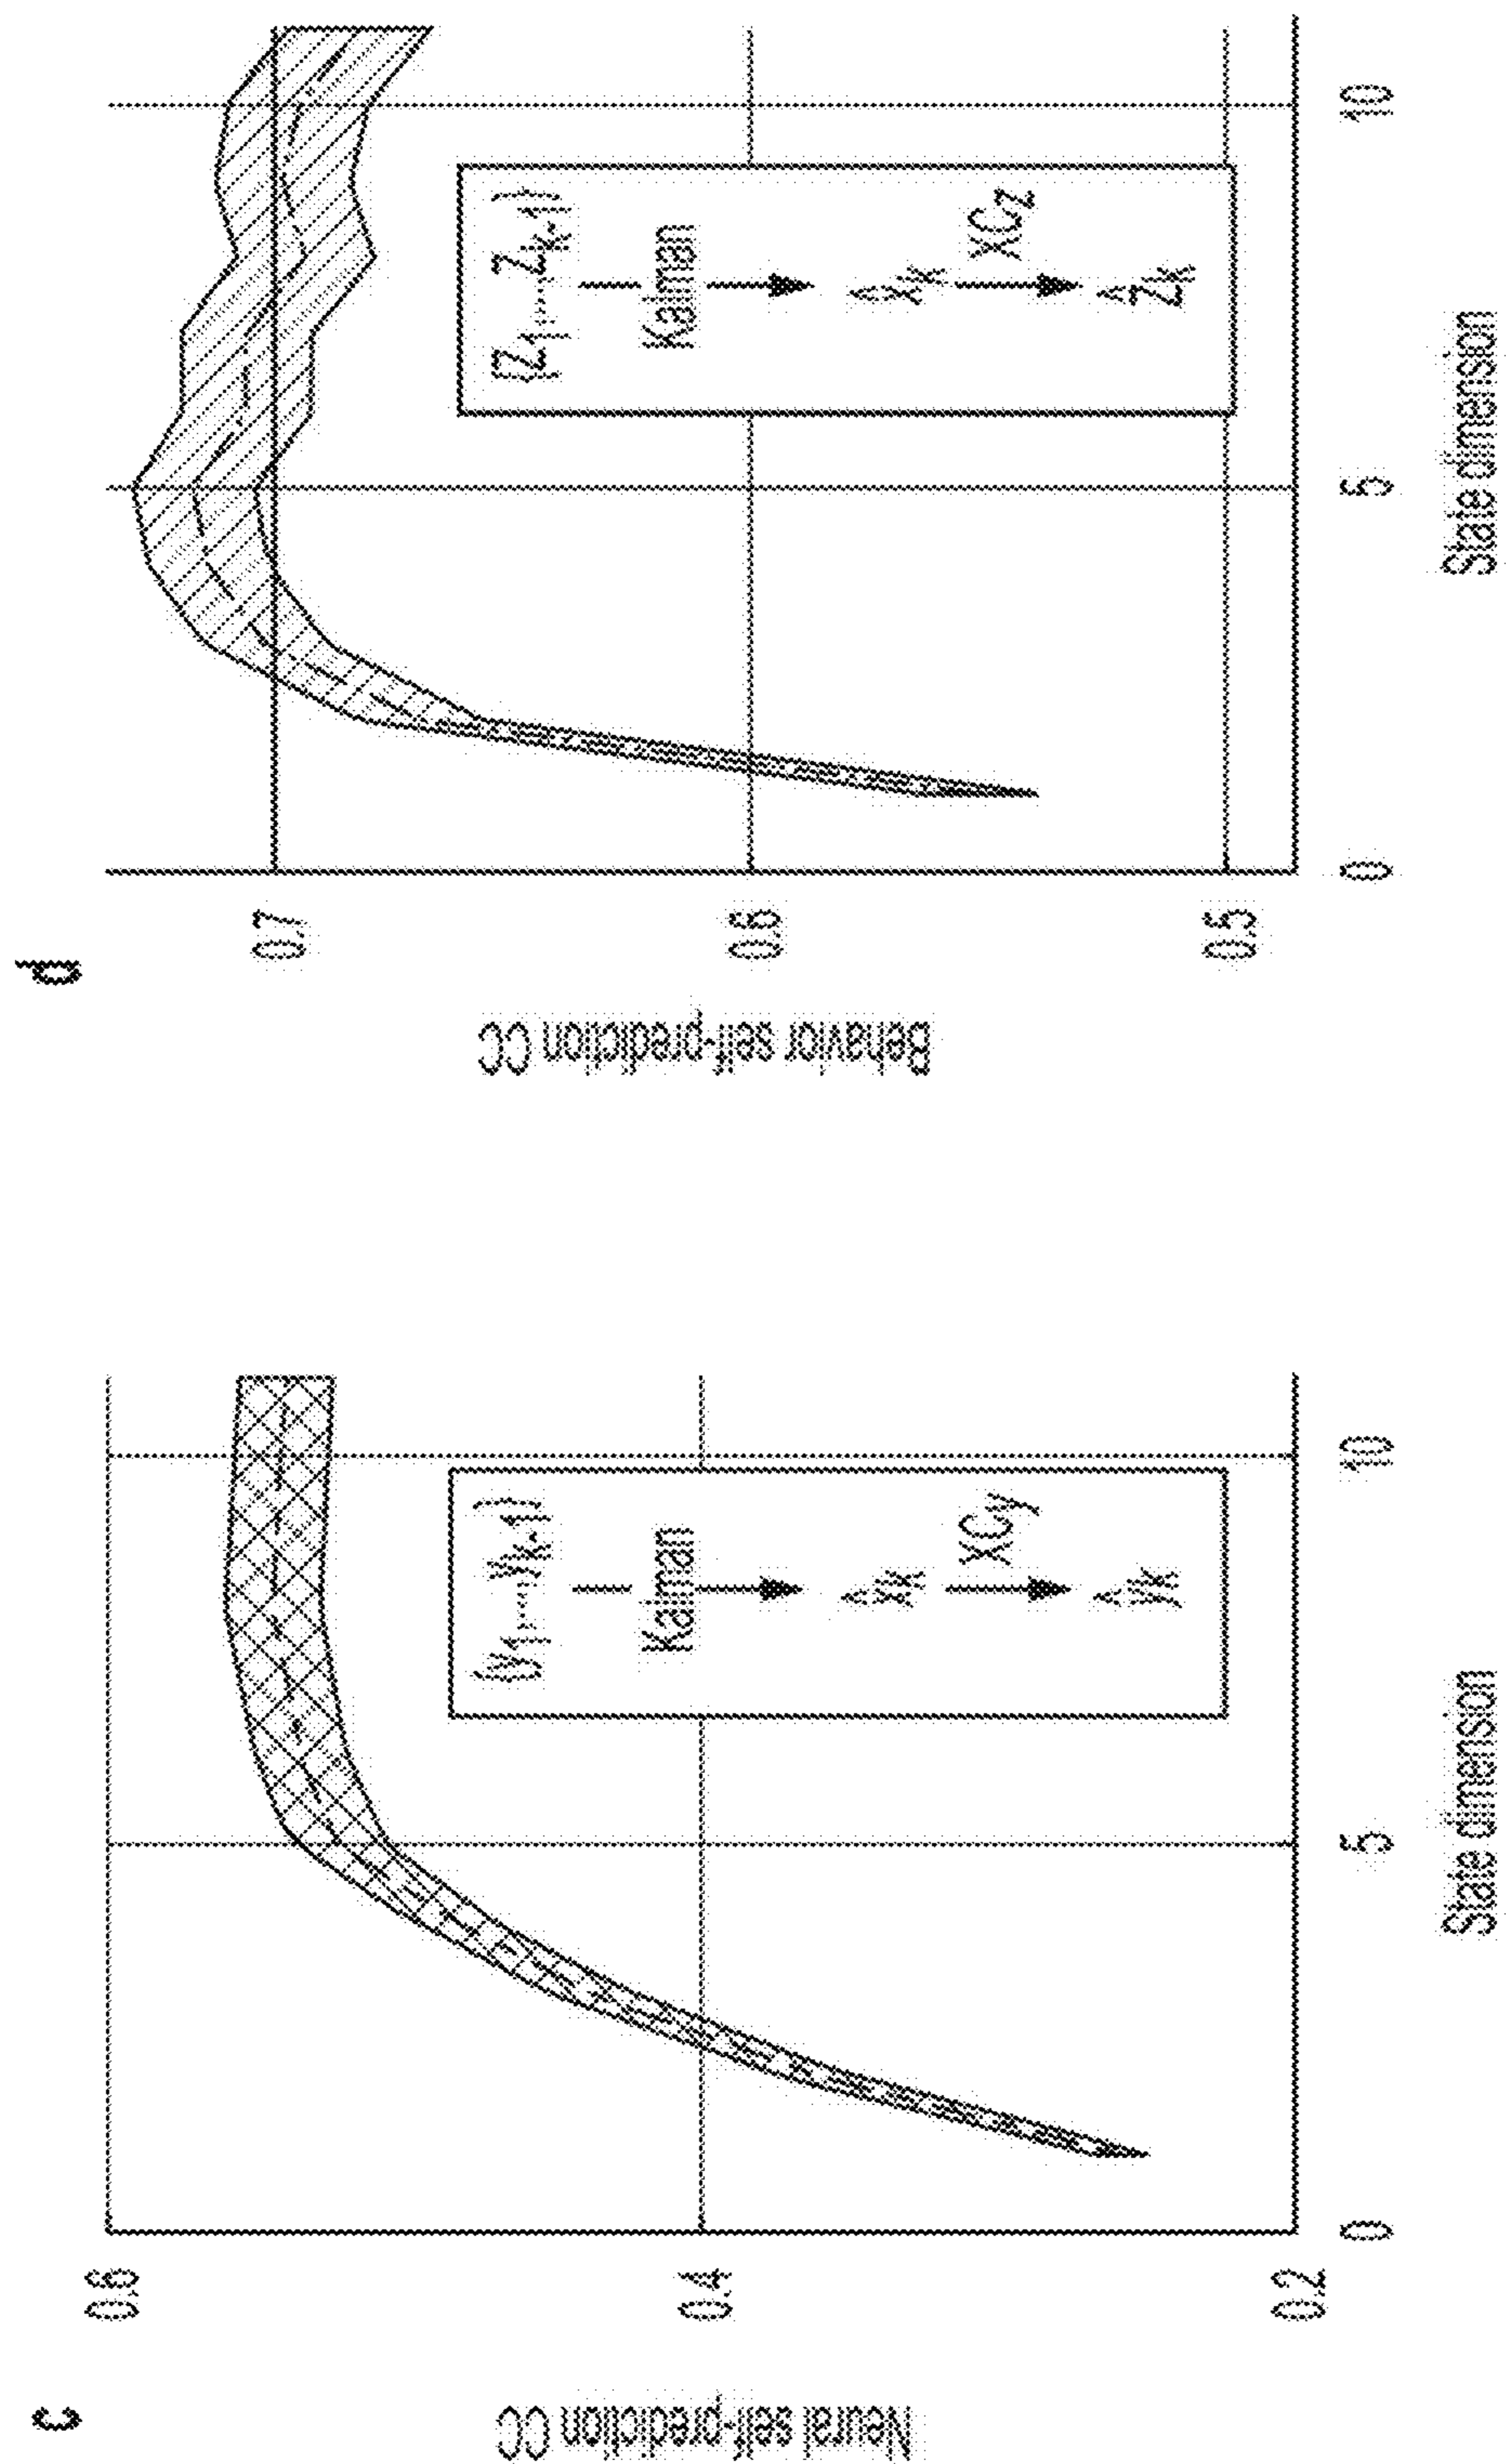 c
Neural self-prediction CC
0.6
0.4
0.2
0
5
10
State dimension
{y₁⋯yₖ₋₁}
Kalman
x̂ₖ
XCy
ŷₖ
d
Behavior self-prediction CC
0.7
0.6
0.5
0
5
10
State dimension
{Z₁⋯Zₖ₋₁}
Kalman
x̂ₖ
XCz
Ẑₖ